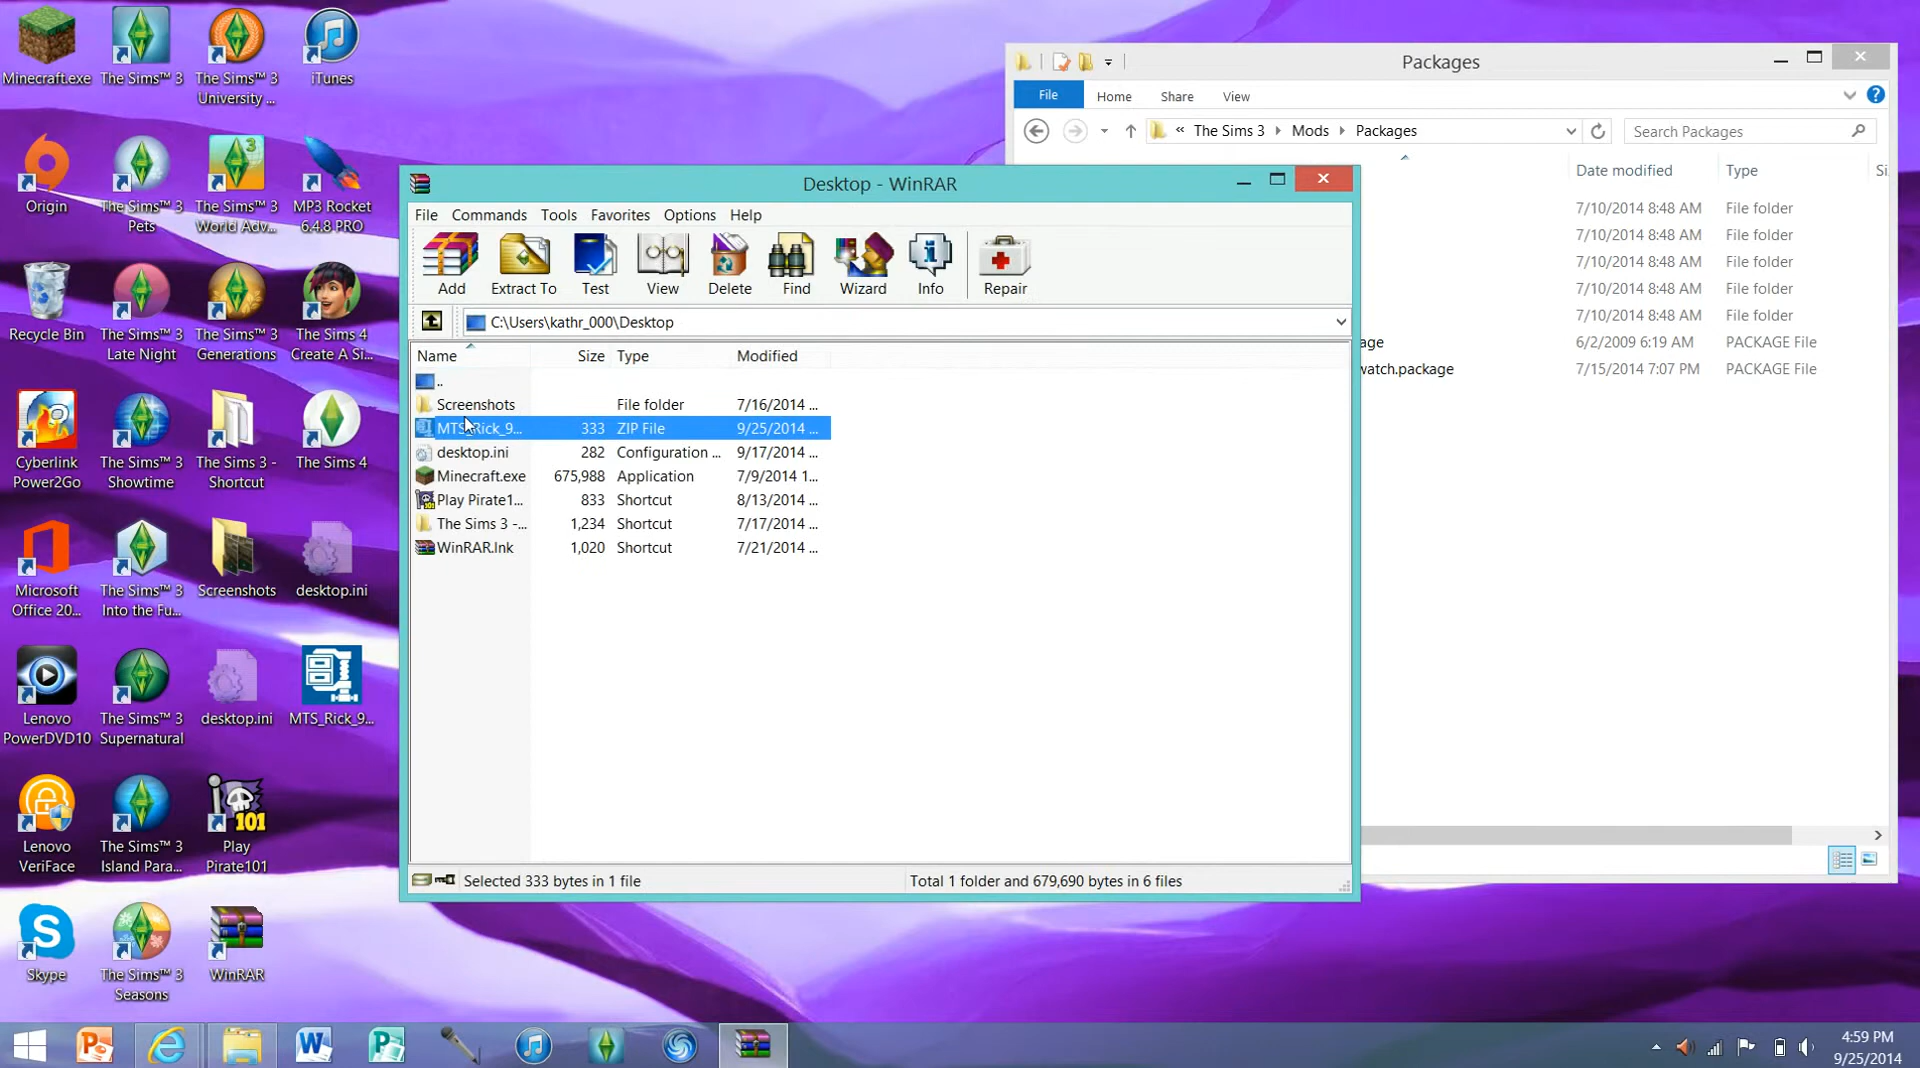 Minecraft.exe
The Sims™ 3
The Sims™ 3
University ...
iTunes
Origin
The Sims™ 3
Pets
The Sims™ 3
World Adv...
MP3 Rocket
6.4.8 PRO
Recycle Bin
The Sims™ 3
Late Night
The Sims™ 3
Generations
The Sims 4
Create A Si...
Cyberlink
Power2Go
The Sims™ 3
Showtime
The Sims 3 -
Shortcut
The Sims 4
Microsoft
Office 20...
The Sims™ 3
Into the Fu...
Screenshots
desktop.ini
Lenovo
PowerDVD10
The Sims™ 3
Supernatural
desktop.ini
MTS_Rick_9...
Lenovo
VeriFace
The Sims™ 3
Island Para...
Play
Pirate101
Skype
The Sims™ 3
Seasons
WinRAR
Packages
File Home Share View
« The Sims 3 Mods Packages
Search Packages
Date modified Type Si
7/10/2014 8:48 AM File folder
7/10/2014 8:48 AM File folder
7/10/2014 8:48 AM File folder
7/10/2014 8:48 AM File folder
7/10/2014 8:48 AM File folder
age 6/2/2009 6:19 AM PACKAGE File
watch.package 7/15/2014 7:07 PM PACKAGE File
Desktop - WinRAR
File Commands Tools Favorites Options Help
Add Extract To Test View Delete Find Wizard Info Repair
C:\Users\kathr_000\Desktop
Name Size Type Modified
..
Screenshots File folder 7/16/2014 ...
MTS_Rick_9... 333 ZIP File 9/25/2014 ...
desktop.ini 282 Configuration ... 9/17/2014 ...
Minecraft.exe 675,988 Application 7/9/2014 1...
Play Pirate1... 833 Shortcut 8/13/2014 ...
The Sims 3 -... 1,234 Shortcut 7/17/2014 ...
WinRAR.lnk 1,020 Shortcut 7/21/2014 ...
Selected 333 bytes in 1 file
Total 1 folder and 679,690 bytes in 6 files
4:59 PM
9/25/2014